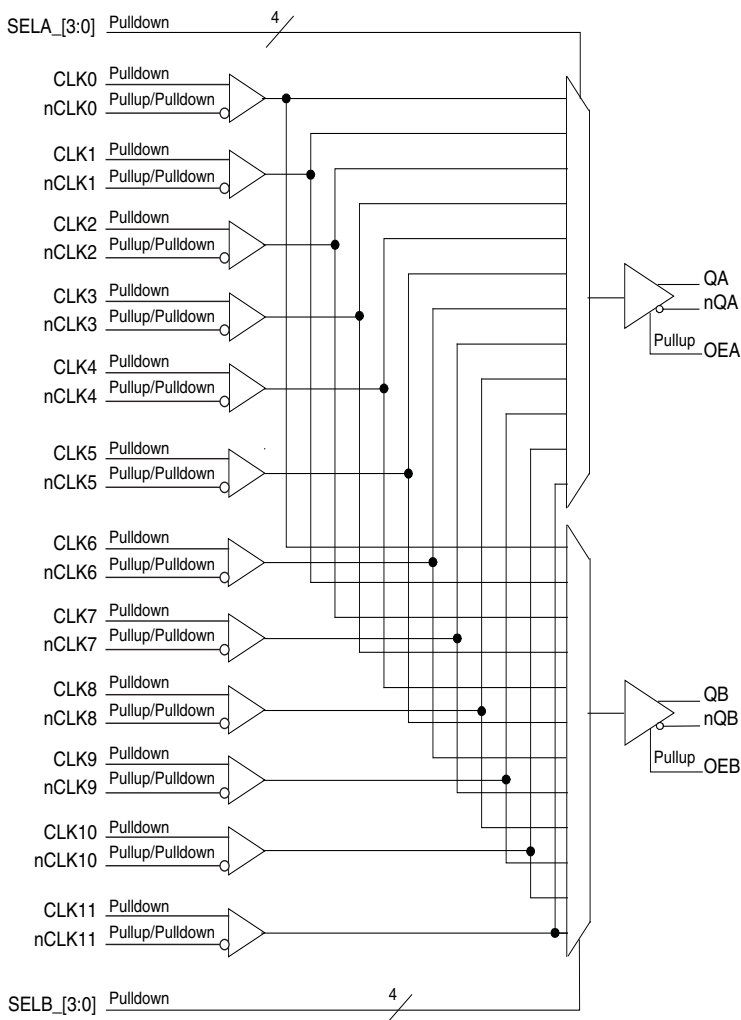 SELA_[3:0] Pulldown 4
CLK0 Pulldown
nCLK0 Pullup/Pulldown
CLK1 Pulldown
nCLK1 Pullup/Pulldown
CLK2 Pulldown
nCLK2 Pullup/Pulldown
CLK3 Pulldown
nCLK3 Pullup/Pulldown
CLK4 Pulldown
nCLK4 Pullup/Pulldown
CLK5 Pulldown
nCLK5 Pullup/Pulldown
CLK6 Pulldown
nCLK6 Pullup/Pulldown
CLK7 Pulldown
nCLK7 Pullup/Pulldown
CLK8 Pulldown
nCLK8 Pullup/Pulldown
CLK9 Pulldown
nCLK9 Pullup/Pulldown
CLK10 Pulldown
nCLK10 Pullup/Pulldown
CLK11 Pulldown
nCLK11 Pullup/Pulldown
SELB_[3:0] Pulldown 4
QA
nQA
Pullup OEA
QB
nQB
Pullup OEB